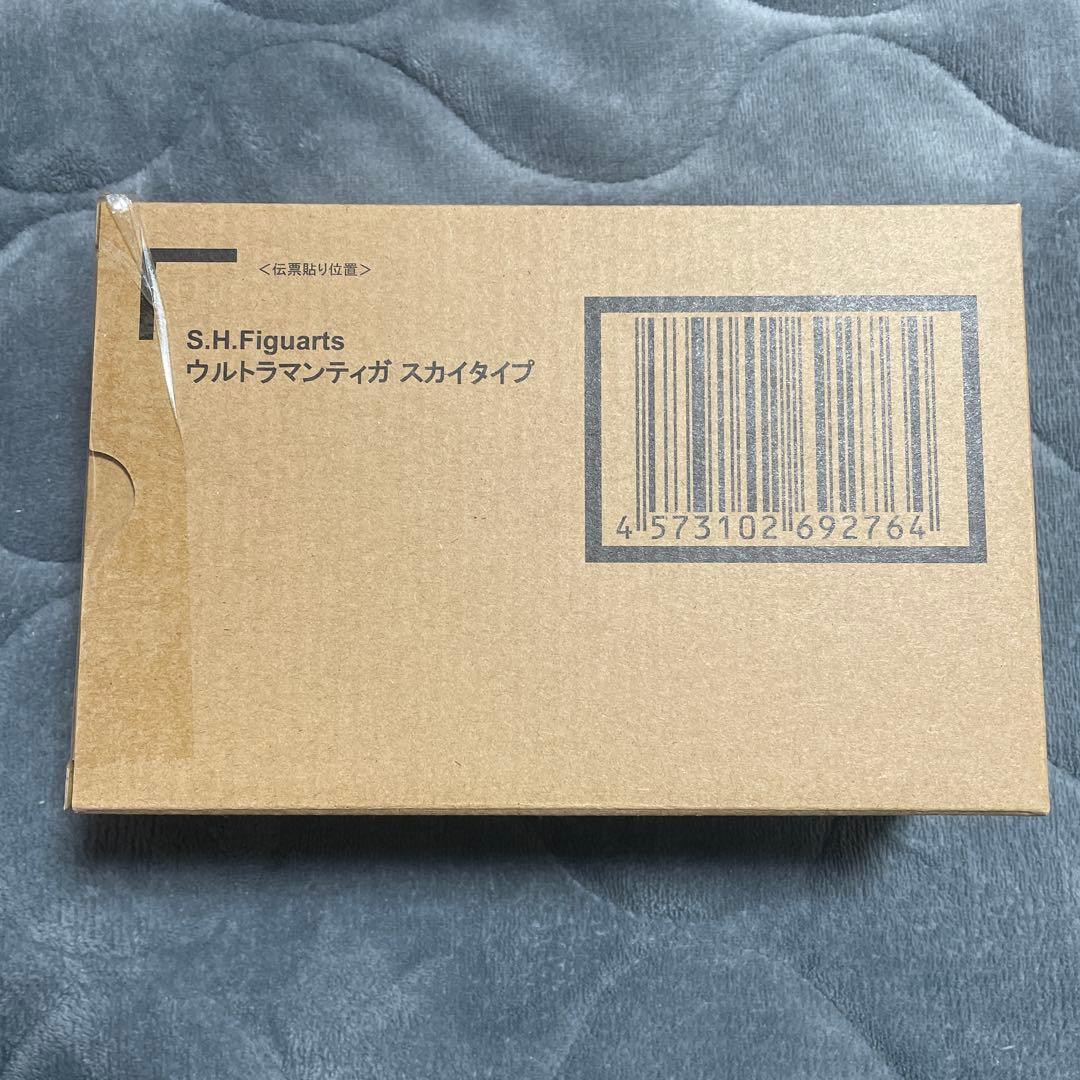 <伝票貼り位置>
S.H.Figuarts
ウルトラマンティガ スカイタイプ
4 573102 692764